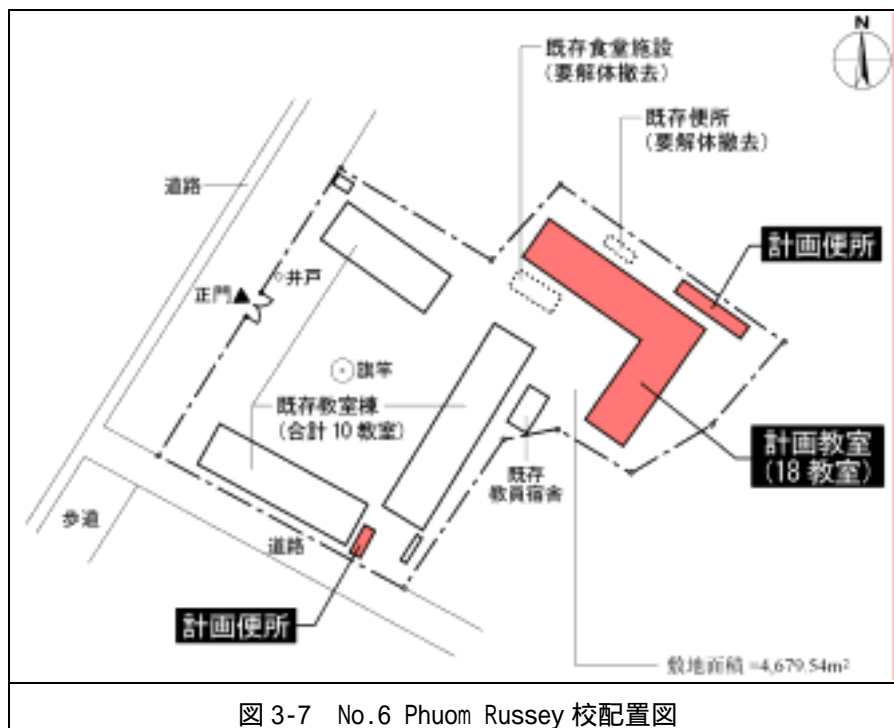 N
既存食堂施設
(要解体撤去)
既存便所
(要解体撤去)
道路
計画便所
井戸
正門
旗竿
既存教室棟
(合計 10 教室)
計画教室
(18 教室)
既存
教員宿舎
歩道
道路
計画便所
敷地面積 =4,679.54m²
図 3-7 No.6 Phuom Russey 校配置図